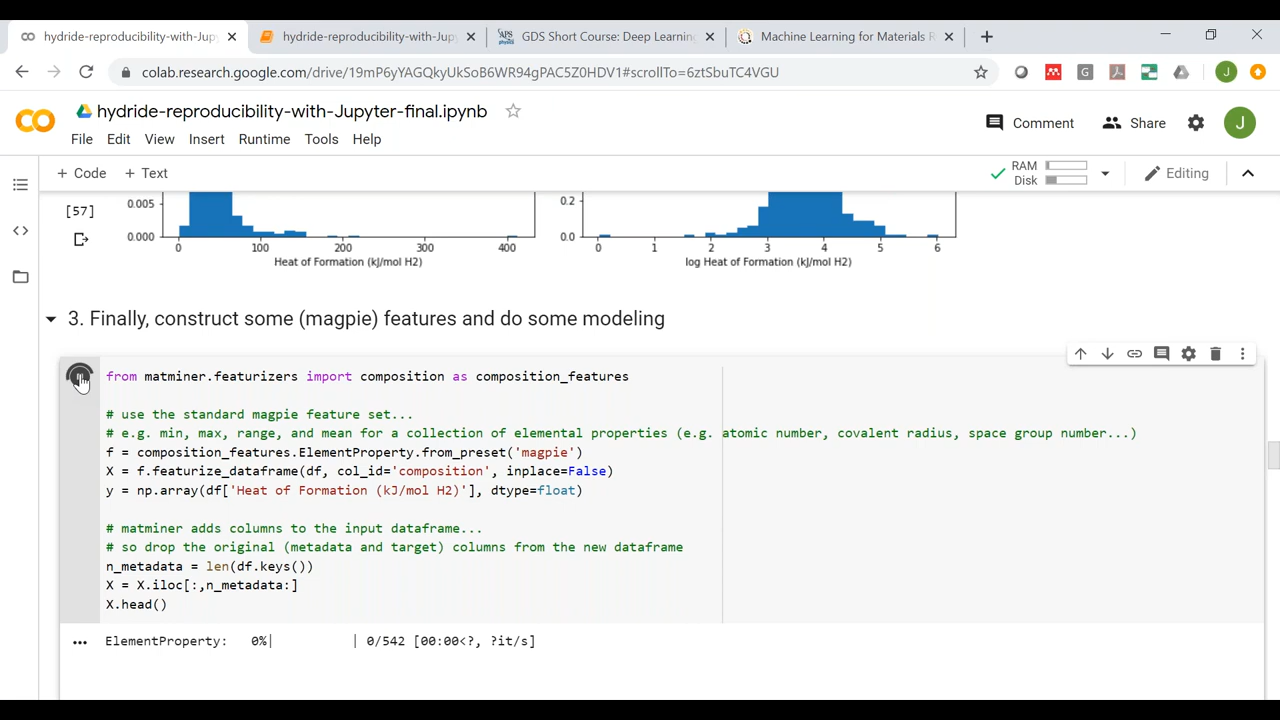 hydride-reproducibility-with-Jup
hydride-reproducibility-with-Jup
GDS Short Course: Deep Learning
Machine Learning for Materials R
colab.research.google.com/drive/19mP6yYAGQkvUkSoB6WR94gPAC5Z0HDV1#scrollTo=6ztSbuTC4VGU
hydride-reproducibility-with-Jupyter-final.ipynb
Comment
Share
J
File Edit View Insert Runtime Tools Help
+ Code + Text
RAM
Disk
Editing
[57]
0.005
0.000
0 100 200 300 400
Heat of Formation (kJ/mol H2)
0.2
0.0
0 1 2 3 4 5 6
log Heat of Formation (kJ/mol H2)
3. Finally, construct some (magpie) features and do some modeling
from matminer.featurizers import composition as composition_features
# use the standard magpie feature set...
# e.g. min, max, range, and mean for a collection of elemental properties (e.g. atomic number, covalent radius, space group number...)
f = composition_features.ElementProperty.from_preset('magpie')
X = f.featurize_dataframe(df, col_id='composition', inplace=False)
y = np.array(df['Heat of Formation (kJ/mol H2)'], dtype=float)
# matminer adds columns to the input dataframe...
# so drop the original (metadata and target) columns from the new dataframe
n_metadata = len(df.keys())
X = X.iloc[:,n_metadata:]
X.head()
ElementProperty: 0%| | 0/542 [00:00<?, ?it/s]